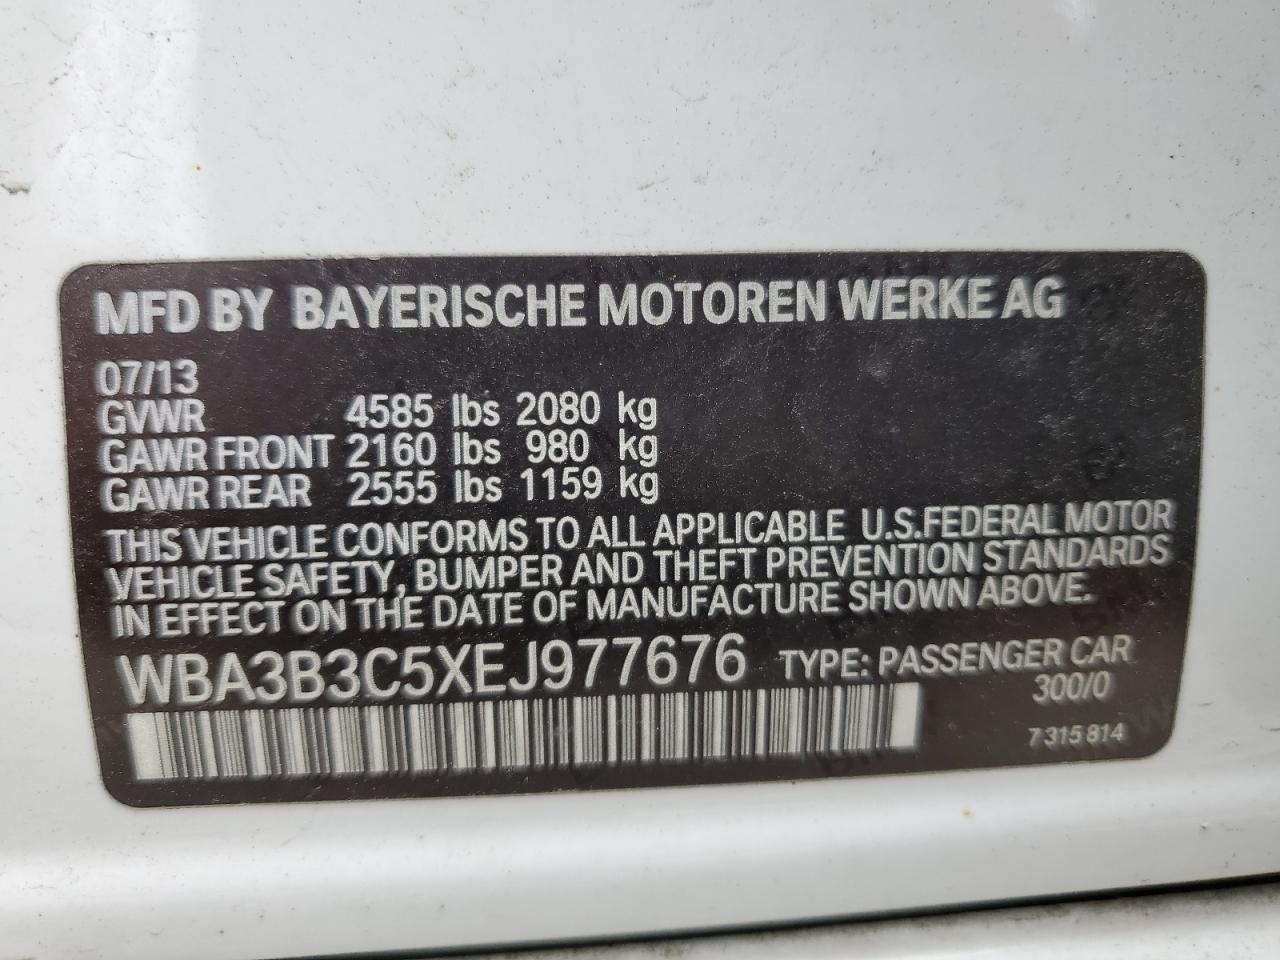 MFD BY BAYERISCHE MOTOREN WERKE AG
07/13
GVWR 4585 lbs 2080 kg
GAWR FRONT 2160 lbs 980 kg
GAWR REAR 2555 lbs 1159 kg
THIS VEHICLE CONFORMS TO ALL APPLICABLE U.S.FEDERAL MOTOR
VEHICLE SAFETY, BUMPER AND THEFT PREVENTION STANDARDS
IN EFFECT ON THE DATE OF MANUFACTURE SHOWN ABOVE.
WBA3B3C5XEJ977676 TYPE: PASSENGER CAR
300/0
7 315 814